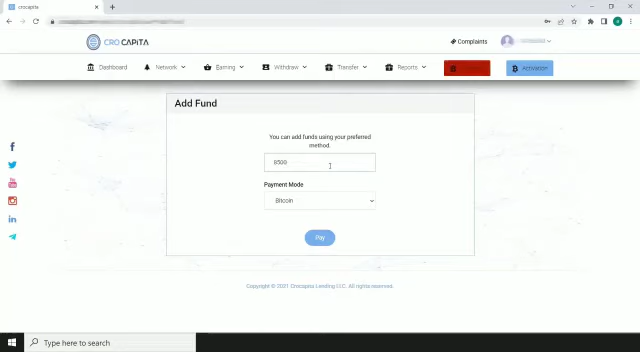 crocapita
CRO CAPITA
Complaints
Dashboard
Network
Earning
Withdraw
Transfer
Reports
Activation
Add Fund
You can add funds using your preferred
method.
8500
Payment Mode
Bitcoin
Pay
Copyright © 2021 Crocapita Lending LLC. All rights reserved.
Type here to search